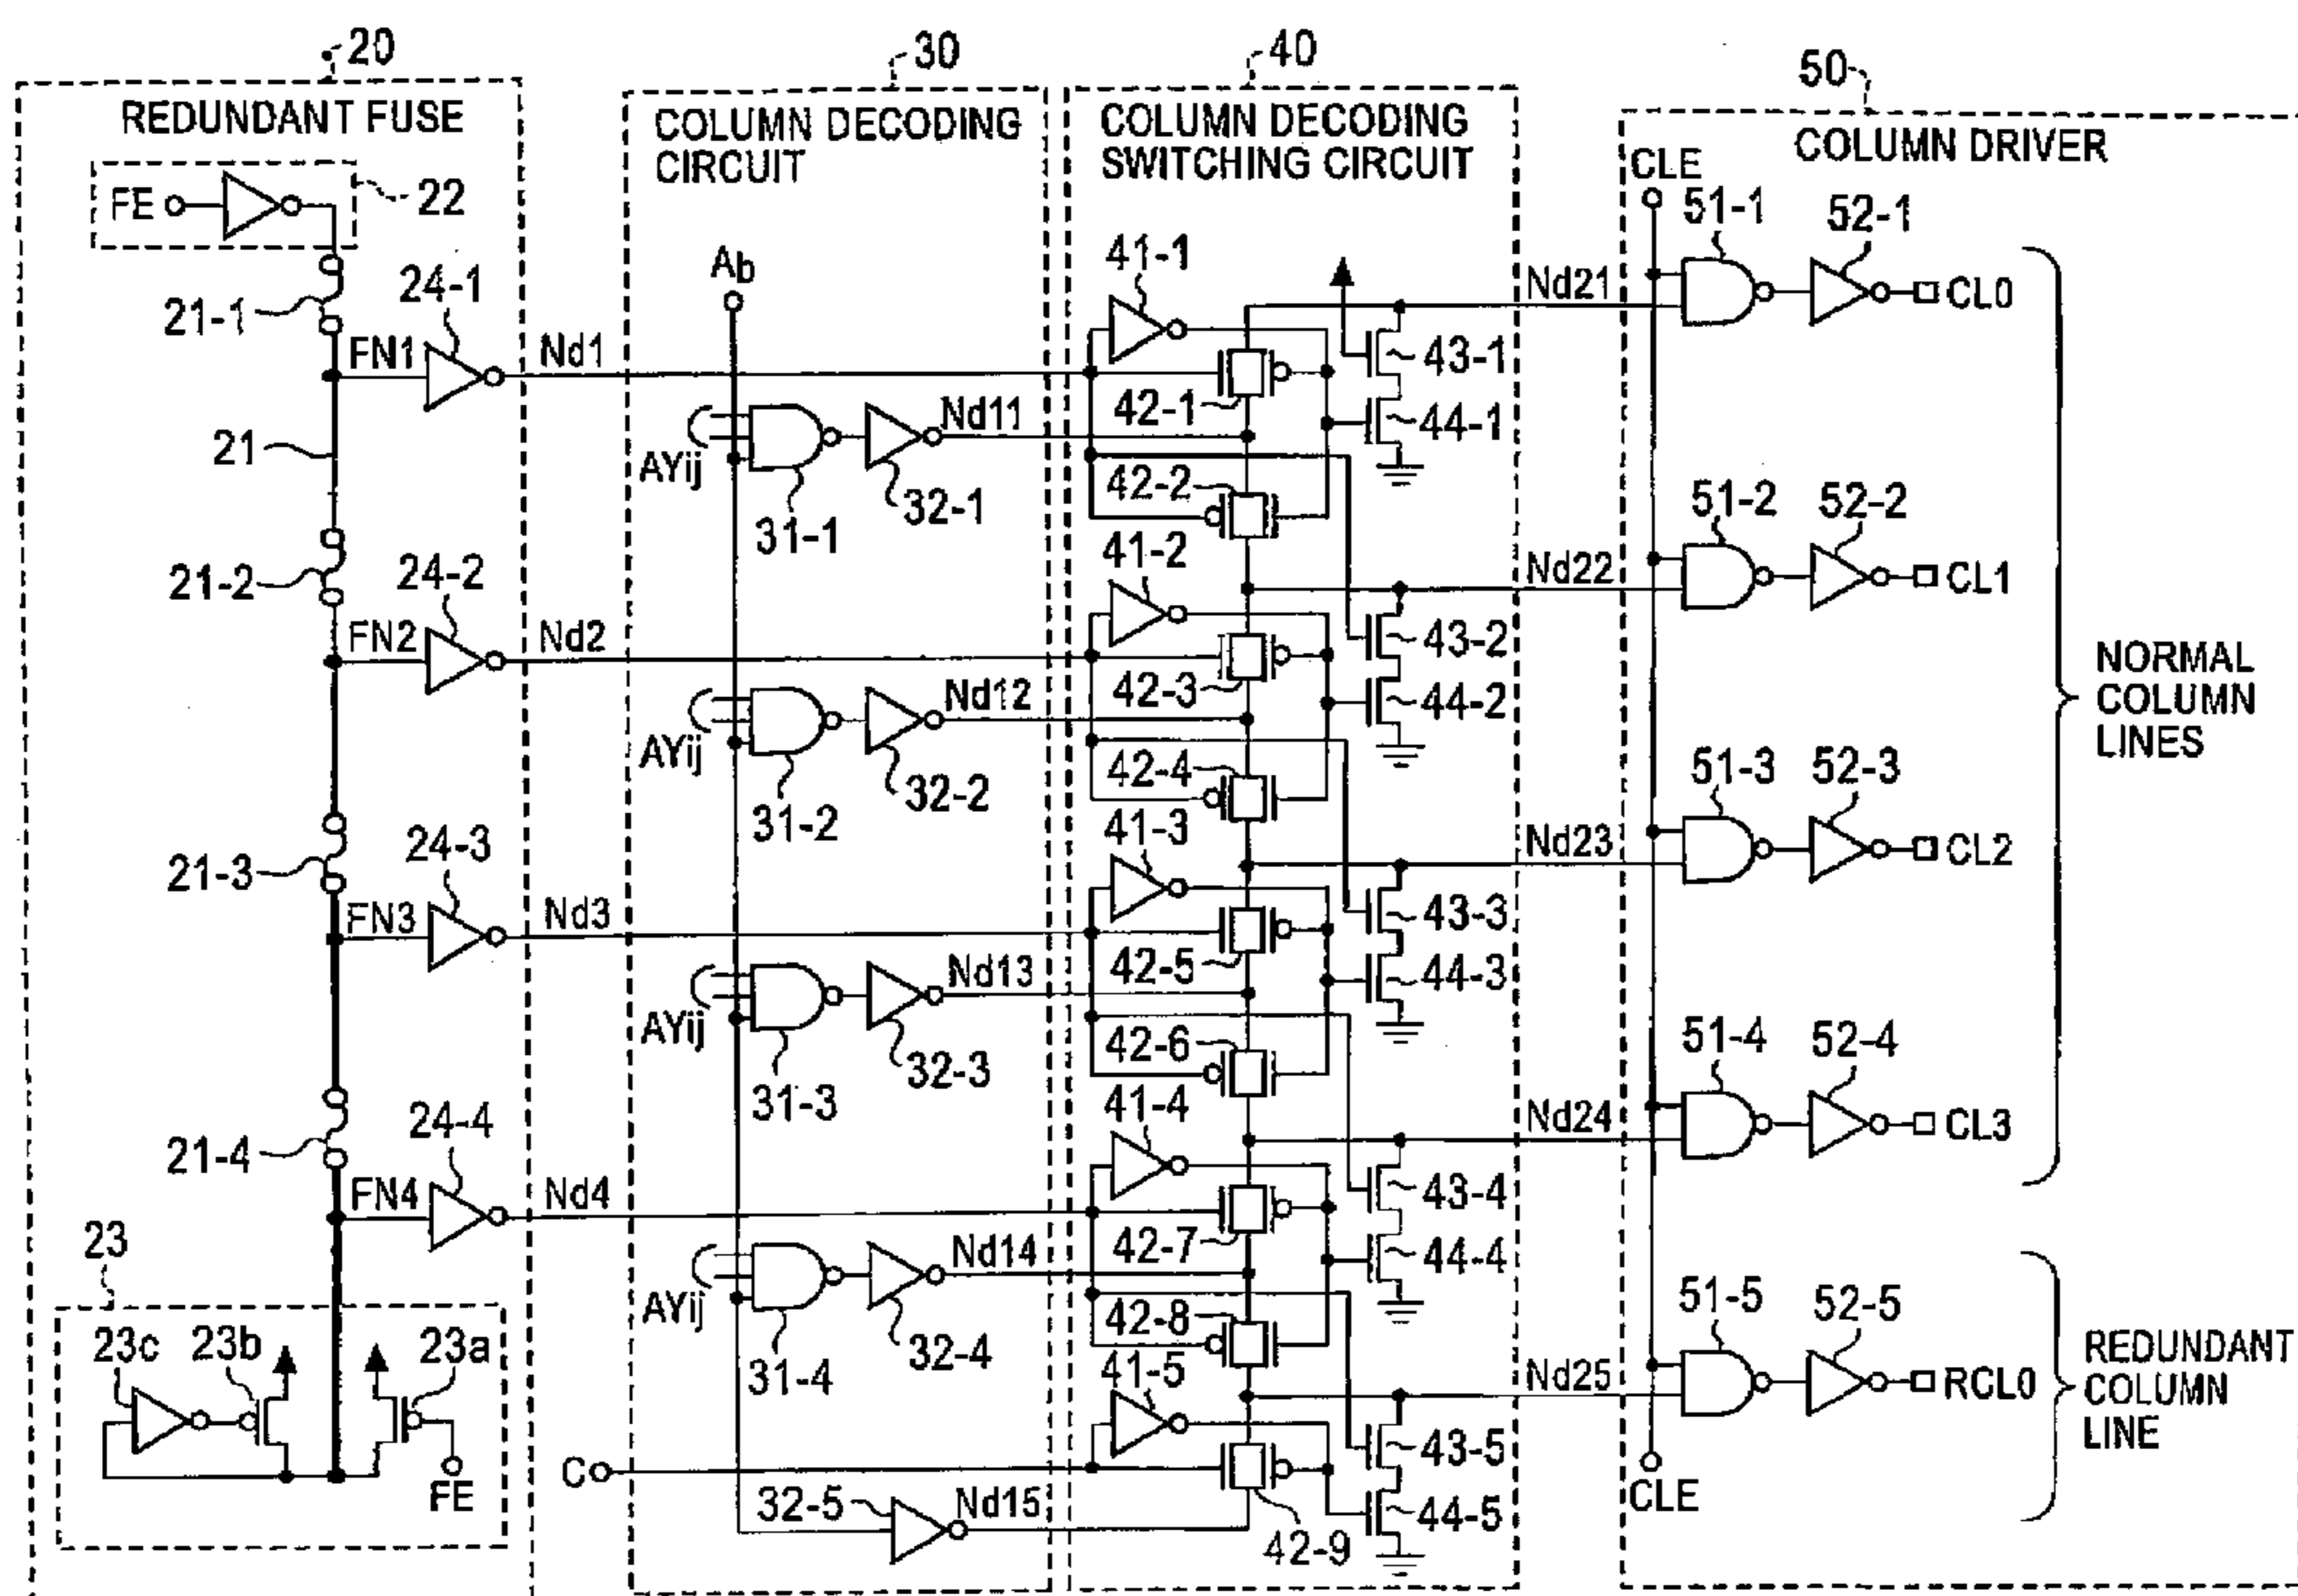 20
30
40
50
REDUNDANT FUSE
FE
22
21-1
24-1
FN1
Nd1
21
21-2
24-2
FN2
Nd2
21-3
24-3
FN3
Nd3
21-4
24-4
FN4
Nd4
23
23c
23b
23a
FE
C
COLUMN DECODING
CIRCUIT
Ab
AYij
31-1
32-1
Nd11
AYij
31-2
32-2
Nd12
AYij
31-3
32-3
Nd13
AYij
31-4
32-4
Nd14
32-5
Nd15
COLUMN DECODING
SWITCHING CIRCUIT
41-1
42-1
43-1
44-1
42-2
41-2
42-3
43-2
44-2
42-4
41-3
42-5
43-3
44-3
42-6
41-4
42-7
43-4
44-4
42-8
41-5
43-5
44-5
42-9
Nd21
Nd22
Nd23
Nd24
Nd25
COLUMN DRIVER
CLE
51-1
52-1
CL0
51-2
52-2
CL1
51-3
52-3
CL2
51-4
52-4
CL3
51-5
52-5
RCL0
CLE
NORMAL
COLUMN
LINES
REDUNDANT
COLUMN
LINE